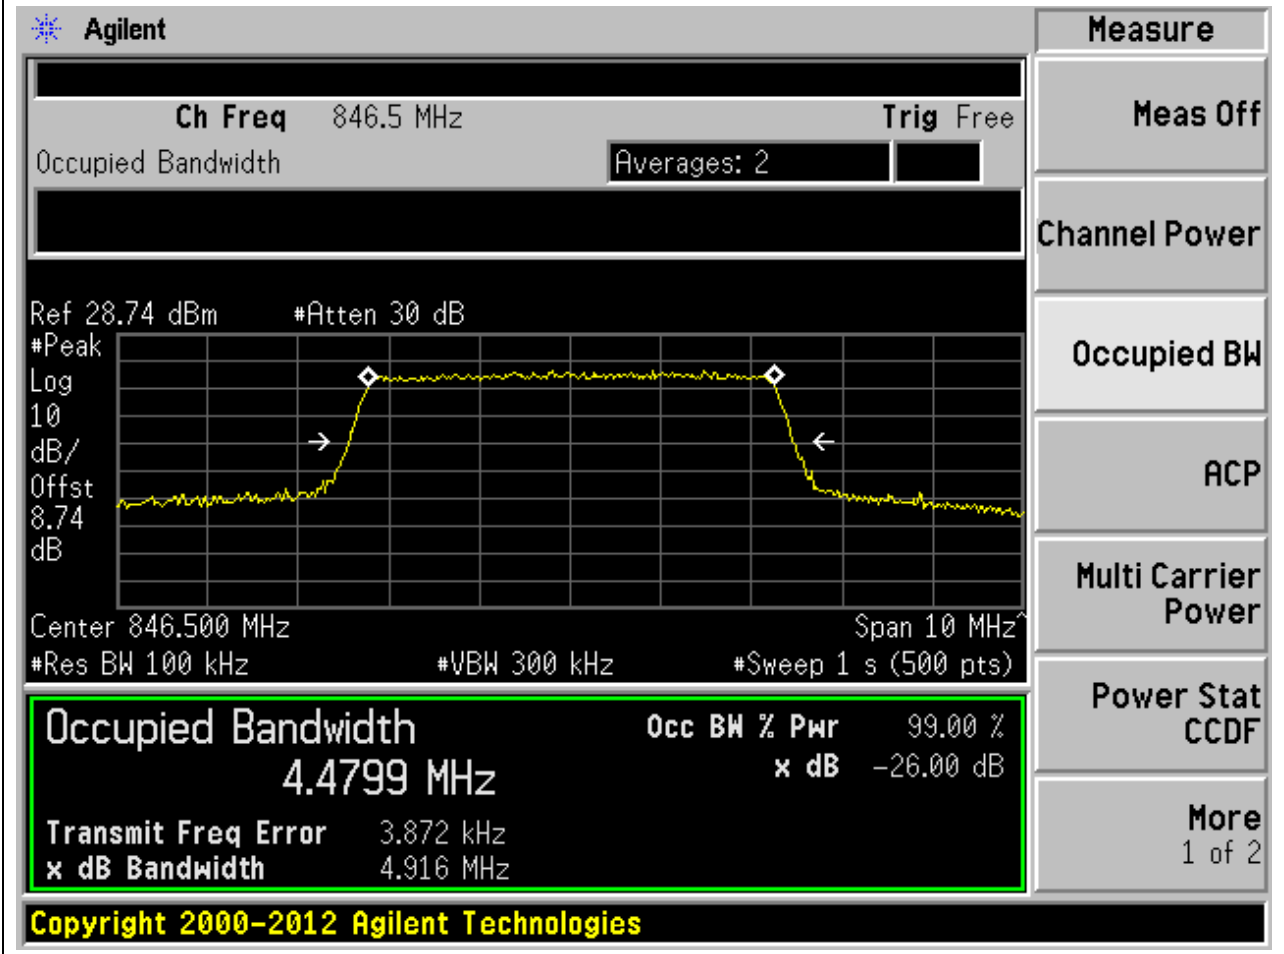 Agilent
Measure
Ch Freq 846.5 MHz Trig Free
Occupied Bandwidth Averages: 2
Meas Off
Channel Power
Occupied BW
ACP
Multi Carrier
Power
Power Stat
CCDF
More
1 of 2
Ref 28.74 dBm #Atten 30 dB
#Peak
Log
10
dB/
Offst
8.74
dB
Center 846.500 MHz Span 10 MHz^
#Res BW 100 kHz #VBW 300 kHz #Sweep 1 s (500 pts)
Occupied Bandwidth Occ BW % Pwr 99.00 %
4.4799 MHz x dB -26.00 dB
Transmit Freq Error 3.872 kHz
x dB Bandwidth 4.916 MHz
Copyright 2000-2012 Agilent Technologies